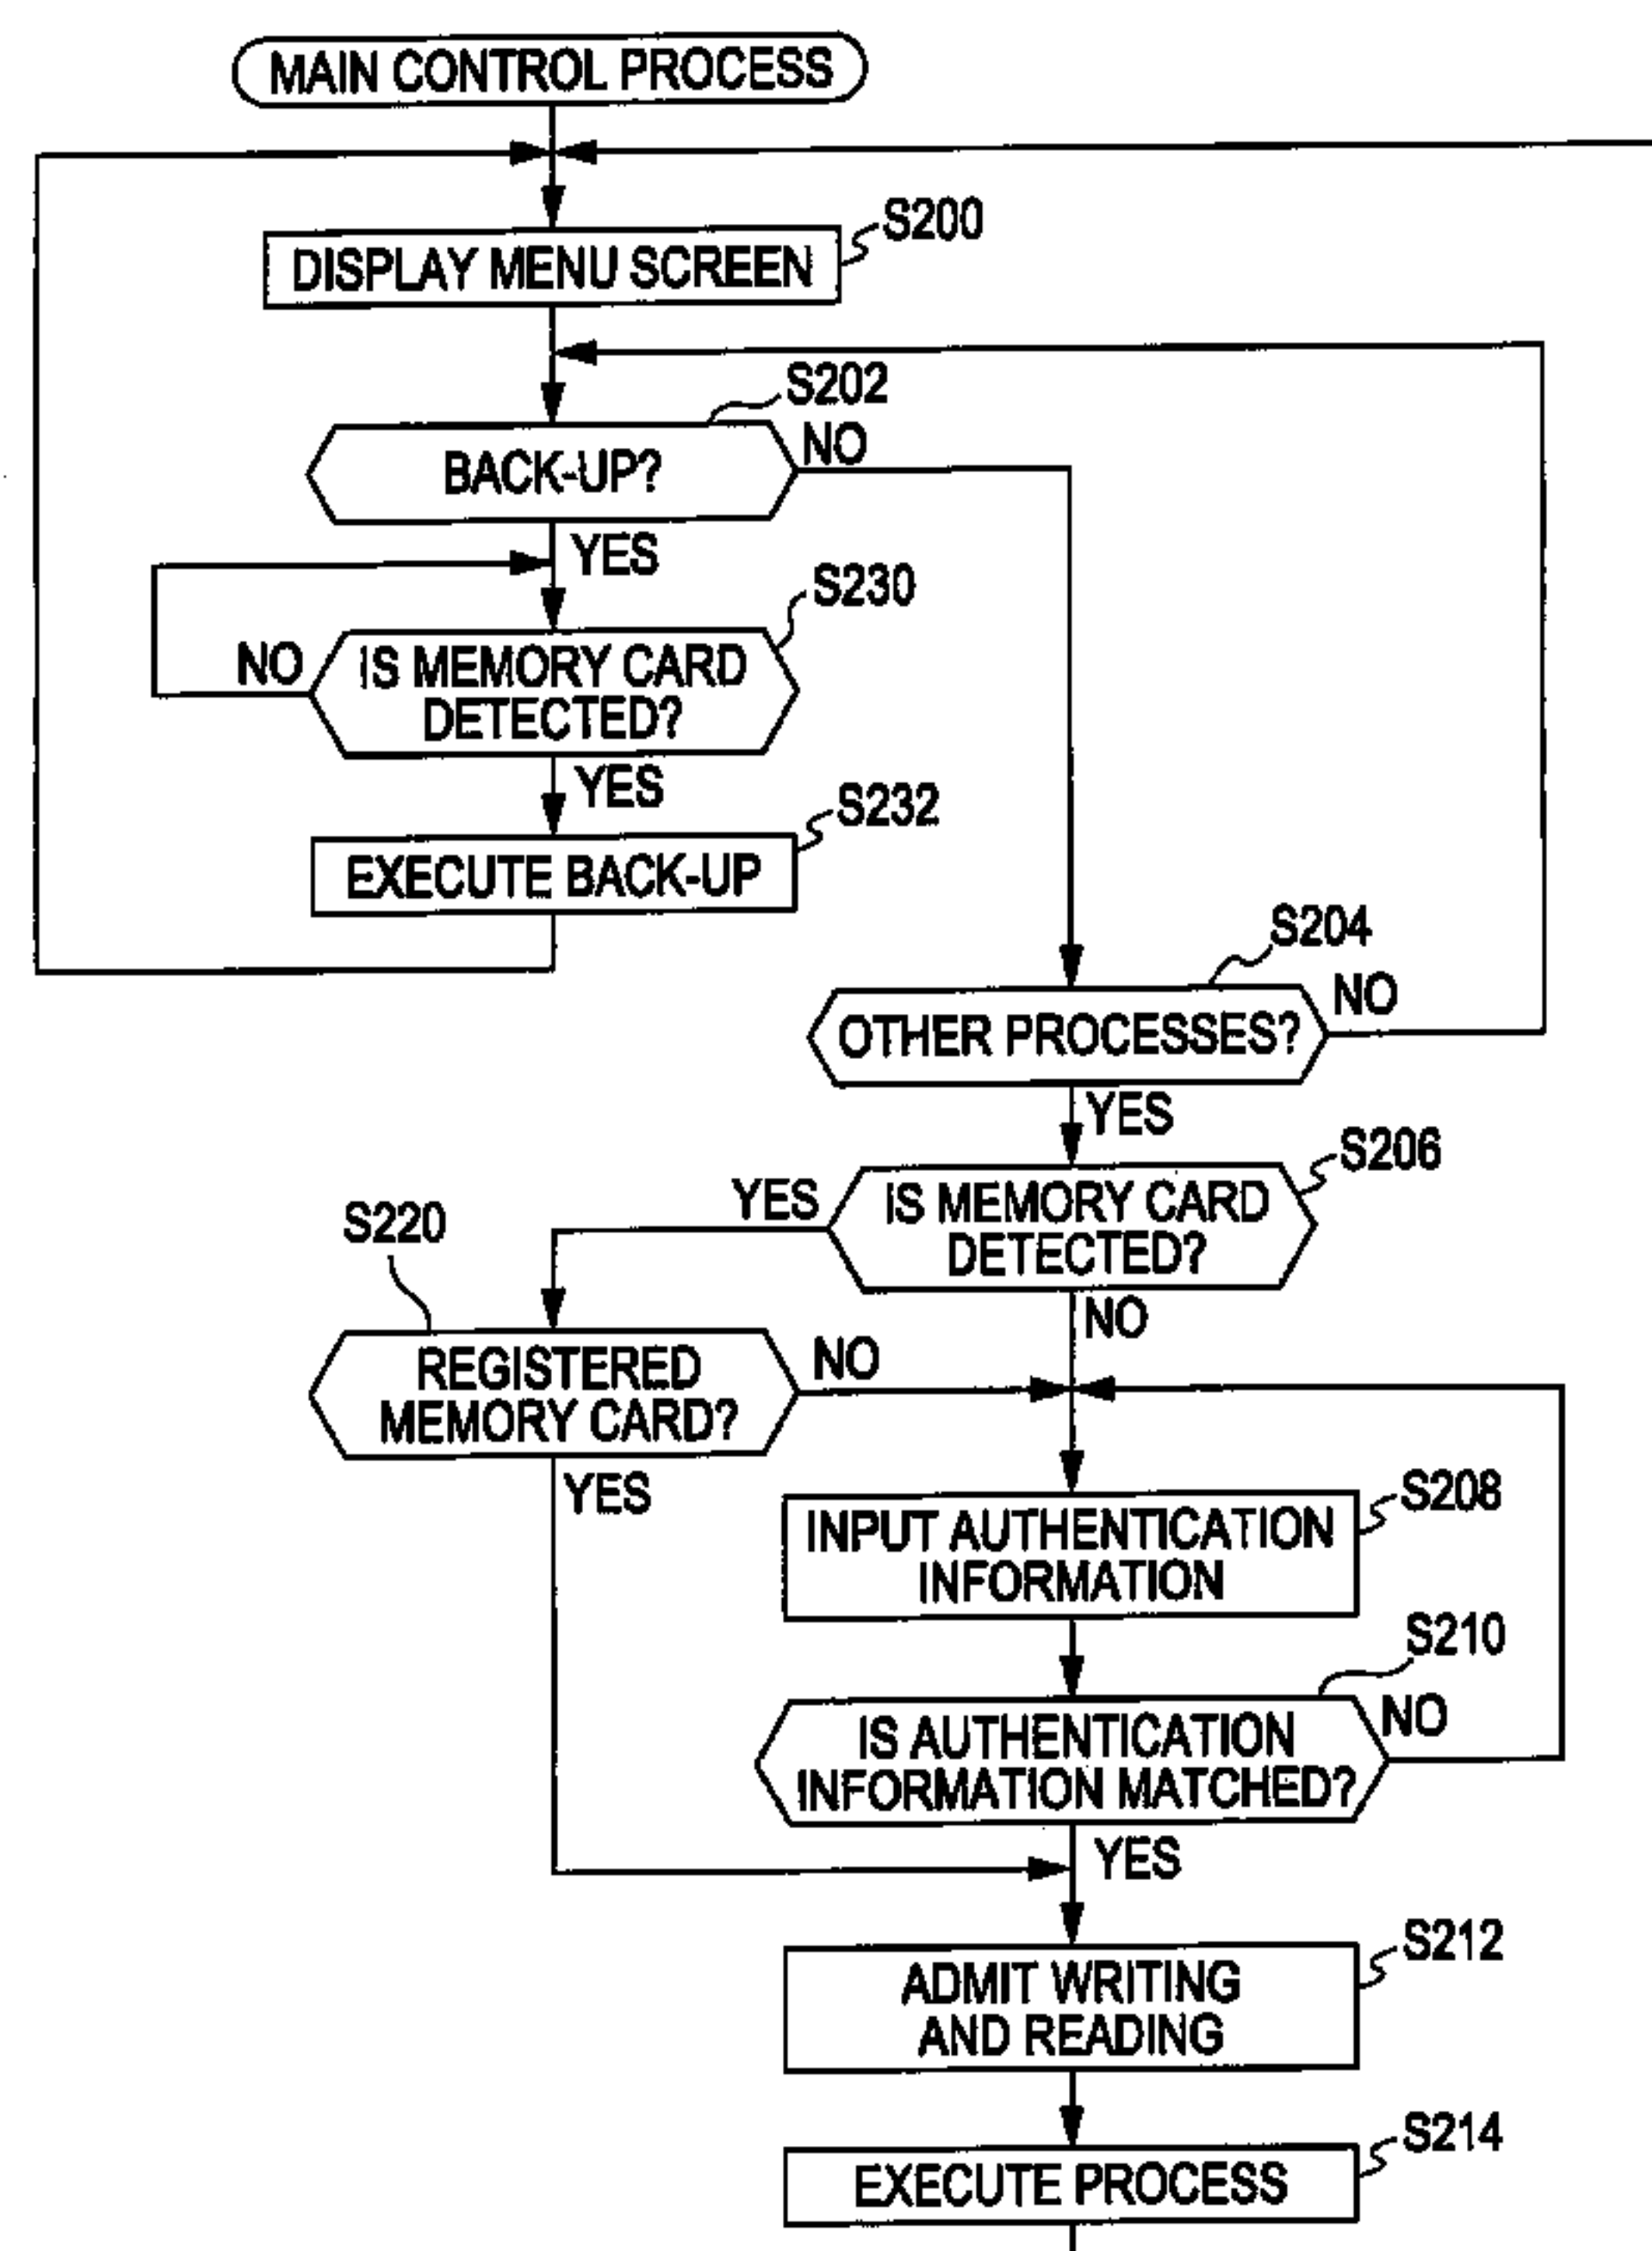 MAIN CONTROL PROCESS
S200
DISPLAY MENU SCREEN
S202
BACK-UP?
NO
YES
S230
NO
IS MEMORY CARD
DETECTED?
YES
S232
EXECUTE BACK-UP
S204
OTHER PROCESSES?
NO
YES
S206
YES
IS MEMORY CARD
DETECTED?
NO
S220
REGISTERED
MEMORY CARD?
NO
YES
S208
INPUT AUTHENTICATION
INFORMATION
S210
IS AUTHENTICATION
INFORMATION MATCHED?
NO
YES
S212
ADMIT WRITING
AND READING
S214
EXECUTE PROCESS